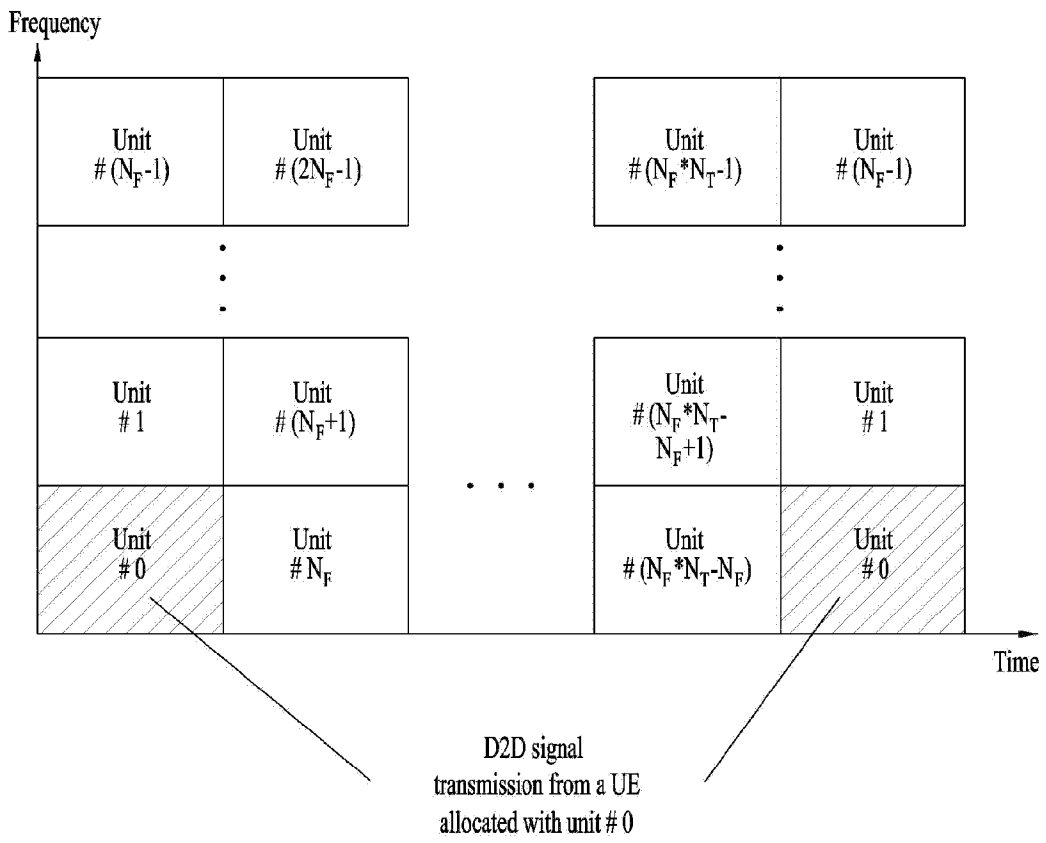 Frequency
Unit
# (N_F-1)
Unit
# (2N_F-1)
Unit
# (N_F*N_T-1)
Unit
# (N_F-1)
Unit
# 1
Unit
# (N_F+1)
Unit
# (N_F*N_T-
N_F+1)
Unit
# 1
Unit
# 0
Unit
# N_F
Unit
# (N_F*N_T-N_F)
Unit
# 0
Time
D2D signal
transmission from a UE
allocated with unit # 0